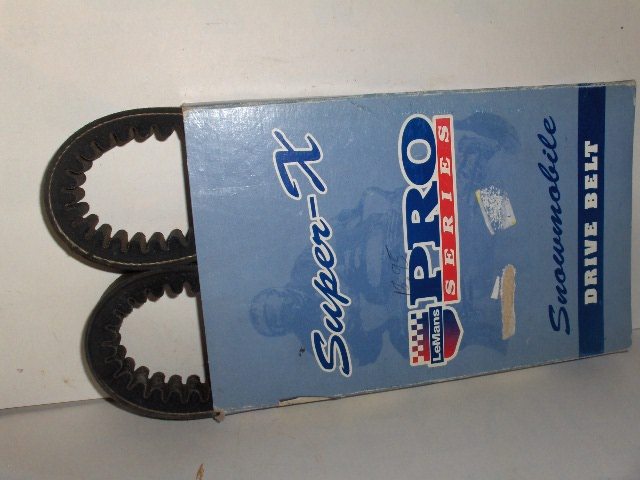 Super-X
LeMans
PRO
SERIES
Snowmobile
DRIVE BELT